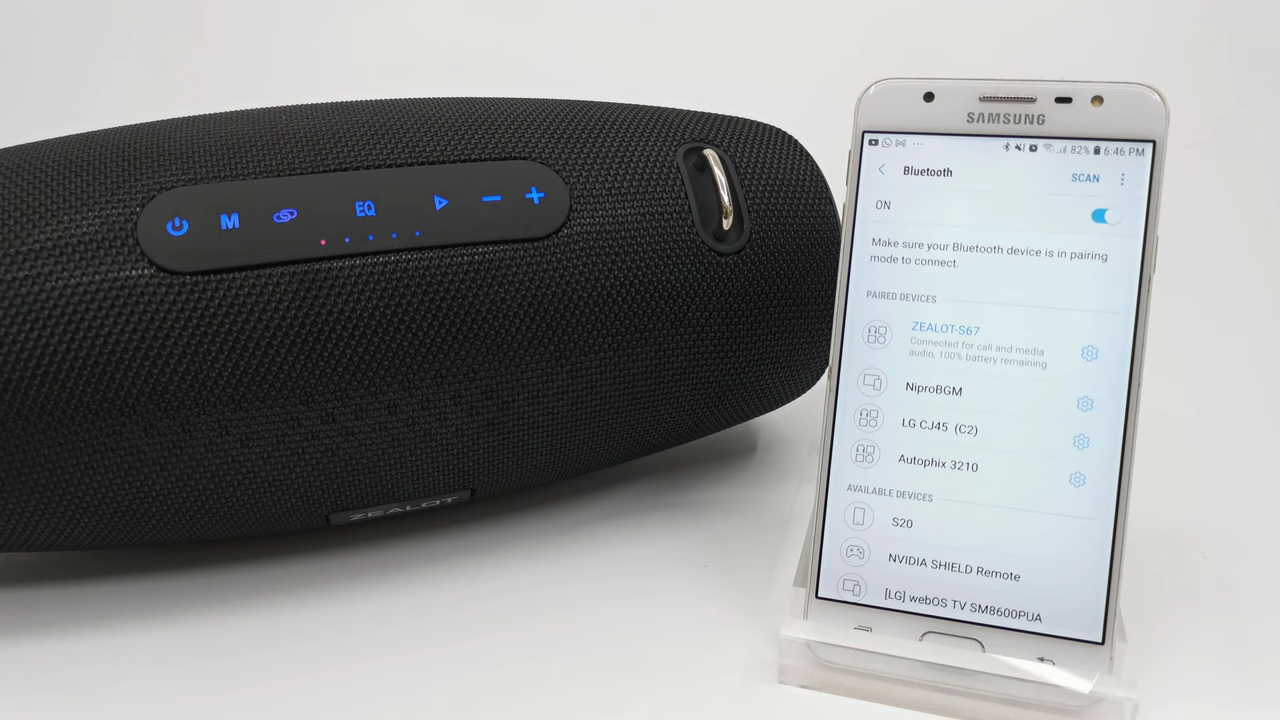 M
EQ
ZEALOT
SAMSUNG
82% 6:46 PM
Bluetooth
SCAN
ON
Make sure your Bluetooth device is in pairing
mode to connect.
PAIRED DEVICES
ZEALOT-S67
Connected for call and media
audio, 100% battery remaining
NiproBGM
LG CJ45 (C2)
Autophix 3210
AVAILABLE DEVICES
S20
NVIDIA SHIELD Remote
[LG] webOS TV SM8600PUA